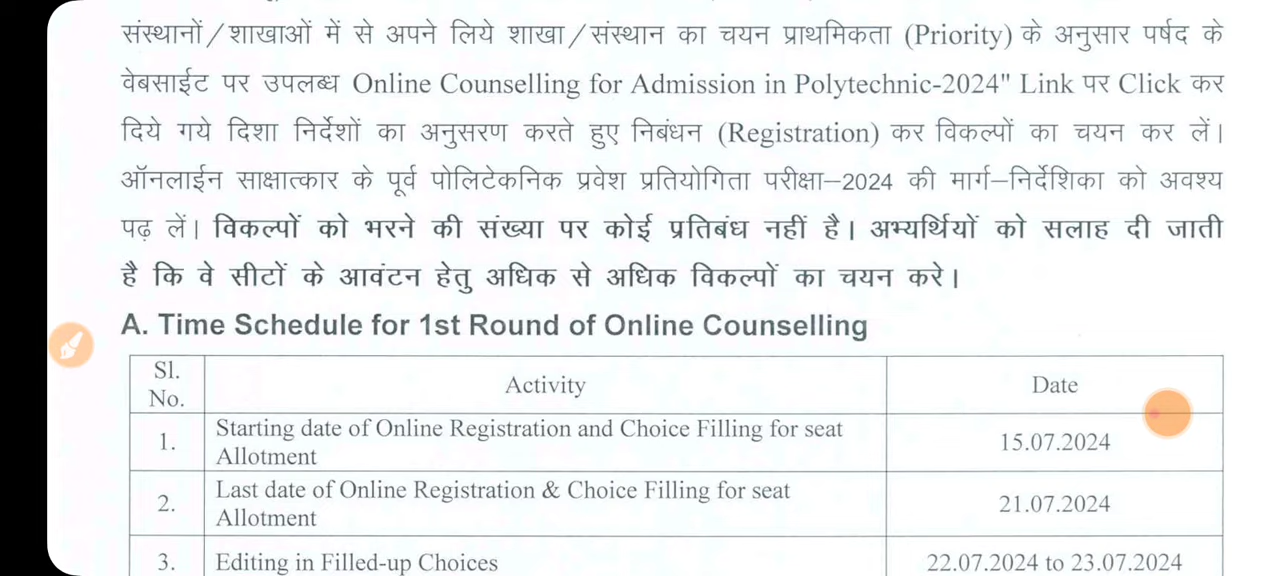 संस्थानों/शाखाओं में से अपने लिये शाखा/संस्थान का चयन प्राथमिकता (Priority) के अनुसार पर्षद के
वेबसाईट पर उपलब्ध Online Counselling for Admission in Polytechnic-2024" Link पर Click कर
दिये गये दिशा निर्देशों का अनुसरण करते हुए निबंधन (Registration) कर विकल्पों का चयन कर लें।
ऑनलाईन साक्षात्कार के पूर्व पोलिटेकनिक प्रवेश प्रतियोगिता परीक्षा–2024 की मार्ग–निर्देशिका को अवश्य
पढ़ लें। विकल्पों को भरने की संख्या पर कोई प्रतिबंध नहीं है। अभ्यर्थियों को सलाह दी जाती
है कि वे सीटों के आवंटन हेतु अधिक से अधिक विकल्पों का चयन करे।
A. Time Schedule for 1st Round of Online Counselling
Sl. No. Activity Date
1. Starting date of Online Registration and Choice Filling for seat
Allotment 15.07.2024
2. Last date of Online Registration & Choice Filling for seat
Allotment 21.07.2024
3. Editing in Filled-up Choices 22.07.2024 to 23.07.2024